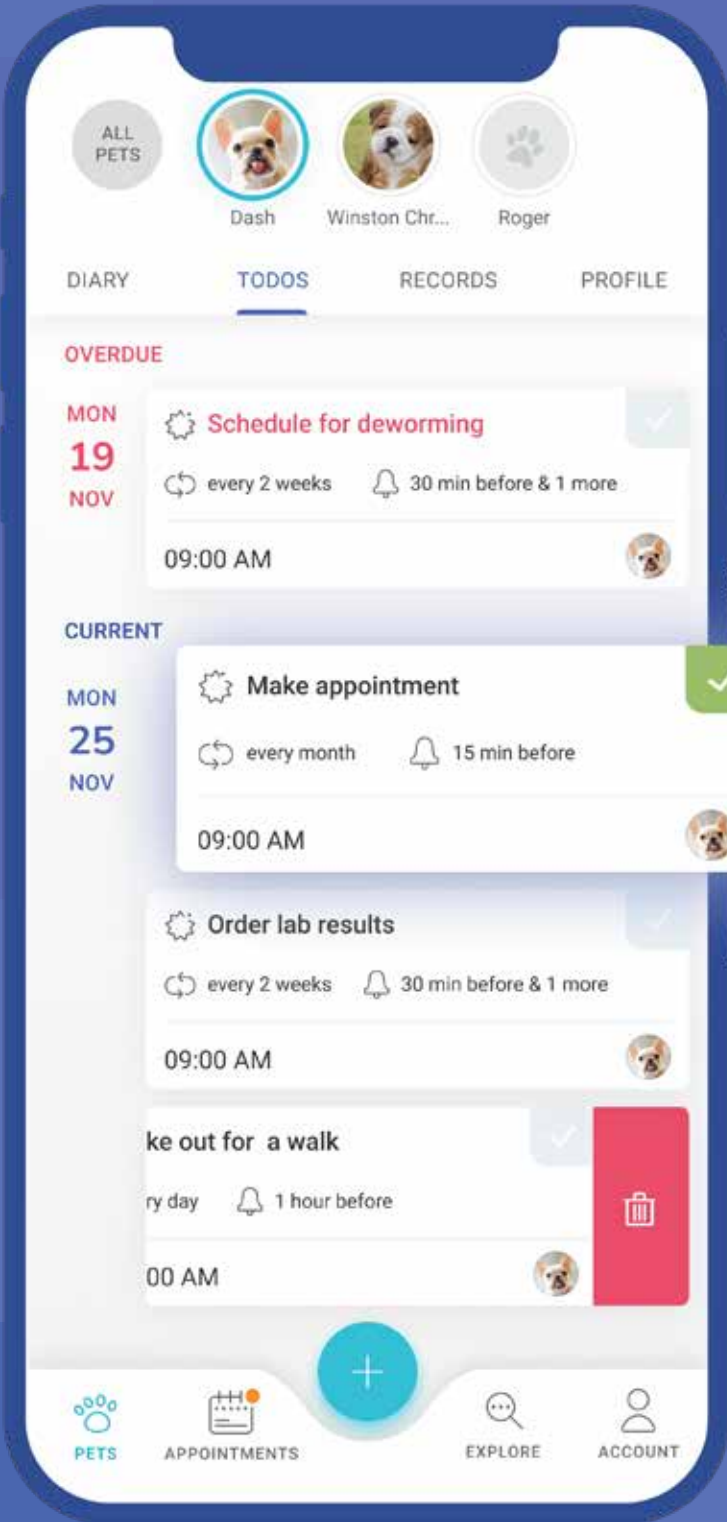 ALL
PETS
Dash
Winston Chr...
Roger
DIARY
TODOS
RECORDS
PROFILE
OVERDUE
MON
19
NOV
Schedule for deworming
every 2 weeks
30 min before & 1 more
09:00 AM
CURRENT
MON
25
NOV
Make appointment
every month
15 min before
09:00 AM
Order lab results
every 2 weeks
30 min before & 1 more
09:00 AM
ke out for a walk
ry day
1 hour before
00 AM
PETS
APPOINTMENTS
EXPLORE
ACCOUNT